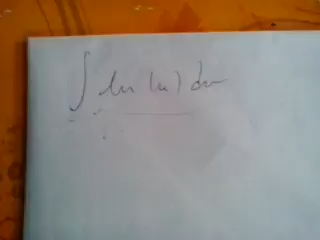 ∫ ln (u) du